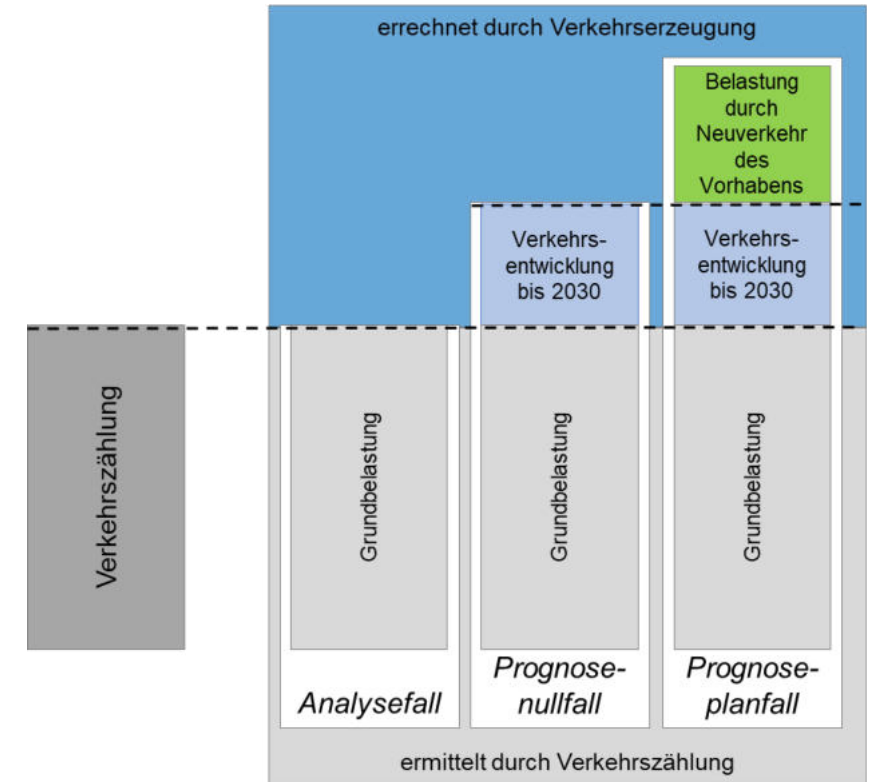 errechnet durch Verkehrserzeugung
Belastung
durch
Neuverkehr
des
Vorhabens
Verkehrs-
entwicklung
bis 2030
Verkehrs-
entwicklung
bis 2030
Verkehrszählung
Grundbelastung
Grundbelastung
Grundbelastung
Analysefall
Prognose-
nullfall
Prognose-
planfall
ermittelt durch Verkehrszählung